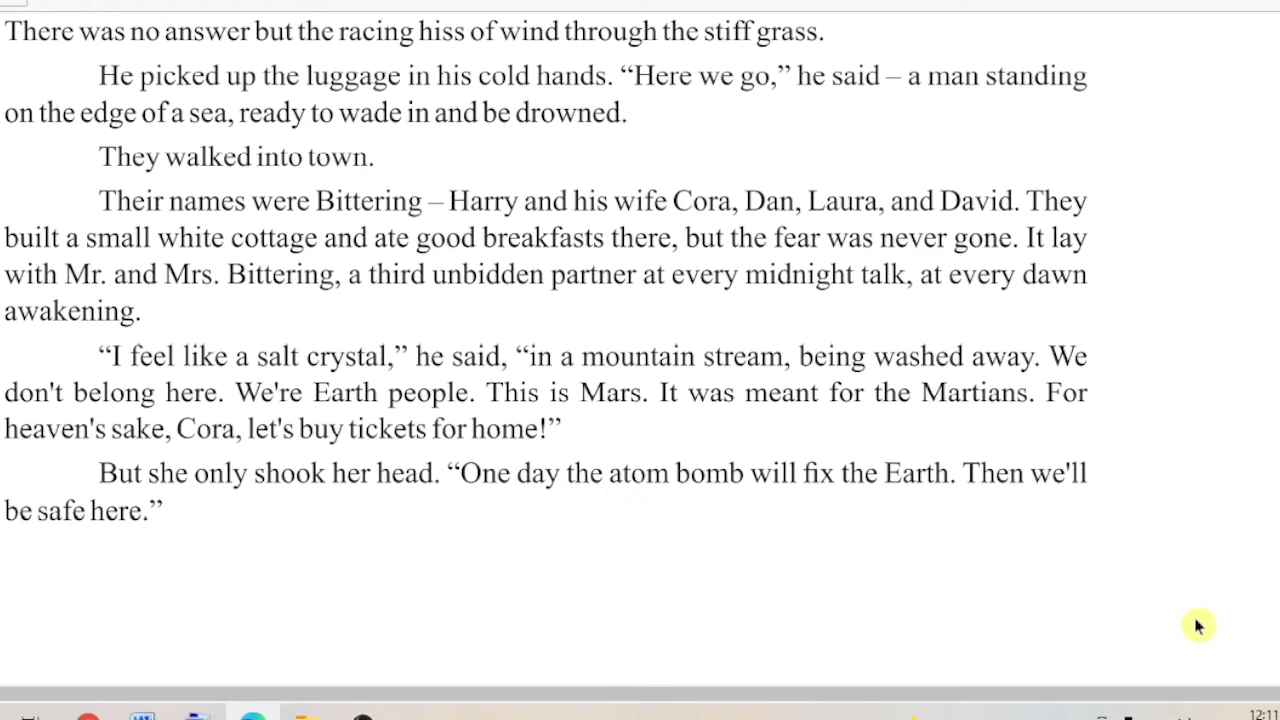 There was no answer but the racing hiss of wind through the stiff grass.
He picked up the luggage in his cold hands. “Here we go,” he said – a man standing
on the edge of a sea, ready to wade in and be drowned.
They walked into town.
Their names were Bittering – Harry and his wife Cora, Dan, Laura, and David. They
built a small white cottage and ate good breakfasts there, but the fear was never gone. It lay
with Mr. and Mrs. Bittering, a third unbidden partner at every midnight talk, at every dawn
awakening.
“I feel like a salt crystal,” he said, “in a mountain stream, being washed away. We
don't belong here. We're Earth people. This is Mars. It was meant for the Martians. For
heaven's sake, Cora, let's buy tickets for home!”
But she only shook her head. “One day the atom bomb will fix the Earth. Then we'll
be safe here.”
12:11